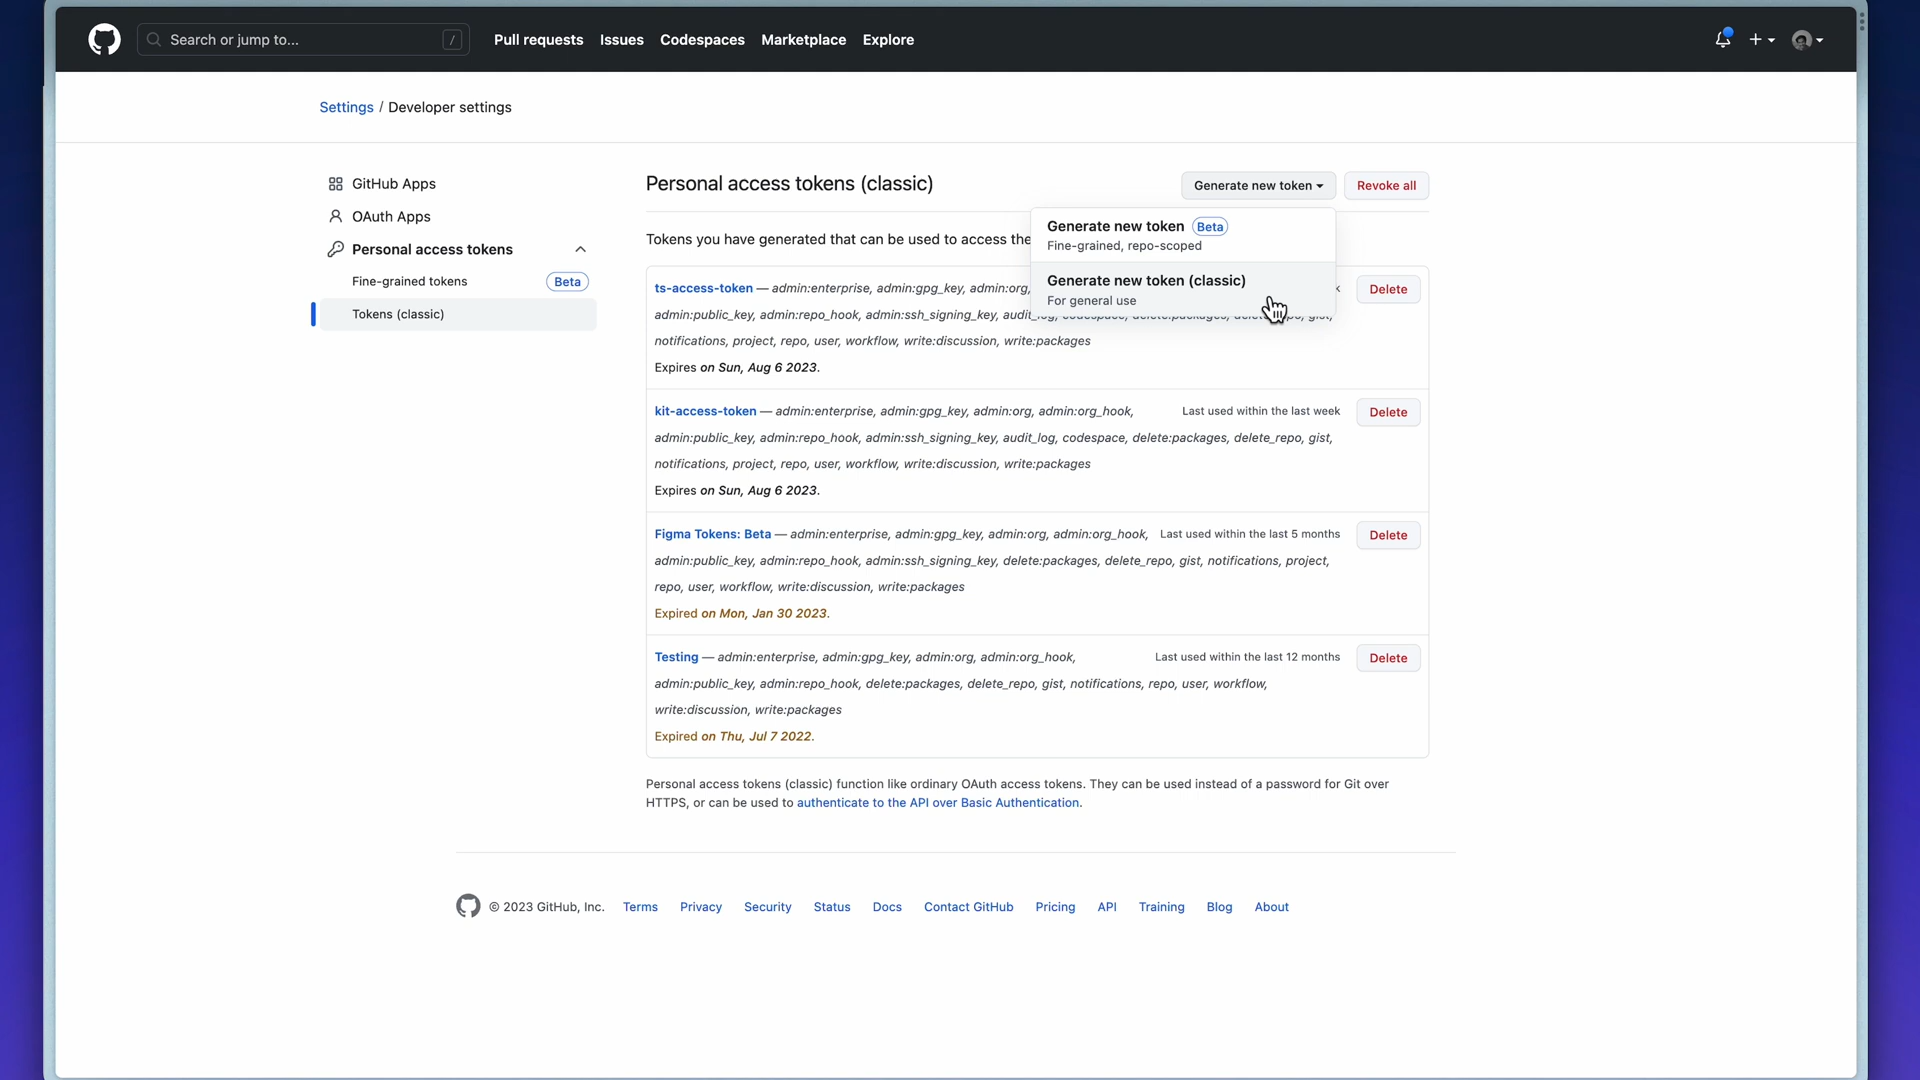 Search or jump to...
/
Pull requests
Issues
Codespaces
Marketplace
Explore
Settings / Developer settings
GitHub Apps
OAuth Apps
Personal access tokens
Fine-grained tokens
Beta
Tokens (classic)
Personal access tokens (classic)
Generate new token
Revoke all
Generate new token Beta
Fine-grained, repo-scoped
Generate new token (classic)
For general use
Tokens you have generated that can be used to access the
ts-access-token — admin:enterprise, admin:gpg_key, admin:org,
Delete
admin:public_key, admin:repo_hook, admin:ssh_signing_key, audit_log, codespace, delete:packages, delete_repo, gist,
notifications, project, repo, user, workflow, write:discussion, write:packages
Expires on Sun, Aug 6 2023.
kit-access-token — admin:enterprise, admin:gpg_key, admin:org, admin:org_hook,
Last used within the last week
Delete
admin:public_key, admin:repo_hook, admin:ssh_signing_key, audit_log, codespace, delete:packages, delete_repo, gist,
notifications, project, repo, user, workflow, write:discussion, write:packages
Expires on Sun, Aug 6 2023.
Figma Tokens: Beta — admin:enterprise, admin:gpg_key, admin:org, admin:org_hook,
Last used within the last 5 months
Delete
admin:public_key, admin:repo_hook, admin:ssh_signing_key, delete:packages, delete_repo, gist, notifications, project,
repo, user, workflow, write:discussion, write:packages
Expired on Mon, Jan 30 2023.
Testing — admin:enterprise, admin:gpg_key, admin:org, admin:org_hook,
Last used within the last 12 months
Delete
admin:public_key, admin:repo_hook, delete:packages, delete_repo, gist, notifications, repo, user, workflow,
write:discussion, write:packages
Expired on Thu, Jul 7 2022.
Personal access tokens (classic) function like ordinary OAuth access tokens. They can be used instead of a password for Git over
HTTPS, or can be used to authenticate to the API over Basic Authentication.
© 2023 GitHub, Inc.
Terms
Privacy
Security
Status
Docs
Contact GitHub
Pricing
API
Training
Blog
About